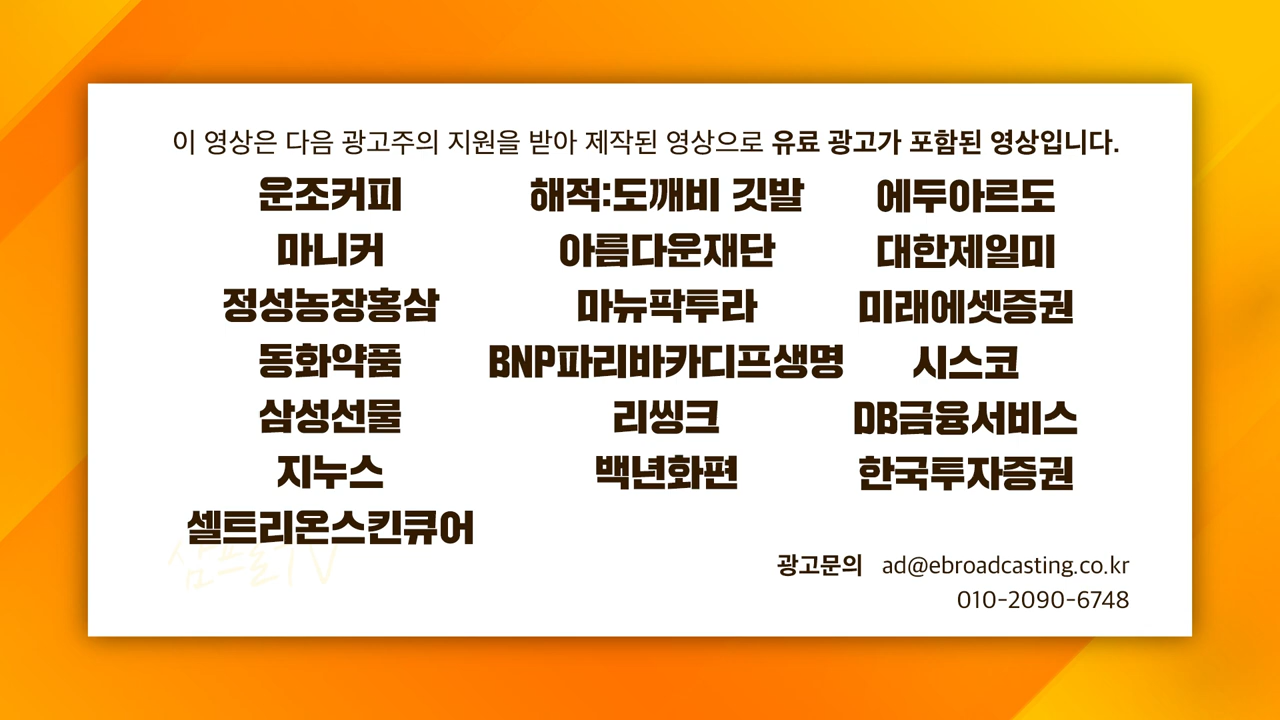 이 영상은 다음 광고주의 지원을 받아 제작된 영상으로 유료 광고가 포함된 영상입니다.
운조커피 해적:도깨비 깃발 에두아르도
마니커 아름다운재단 대한제일미
정성농장홍삼 마뉴팍투라 미래에셋증권
동화약품 BNP파리바카디프생명 시스코
삼성선물 리씽크 DB금융서비스
지누스 백년화편 한국투자증권
셀트리온스킨큐어
삼프로TV
광고문의 ad@ebroadcasting.co.kr
010-2090-6748